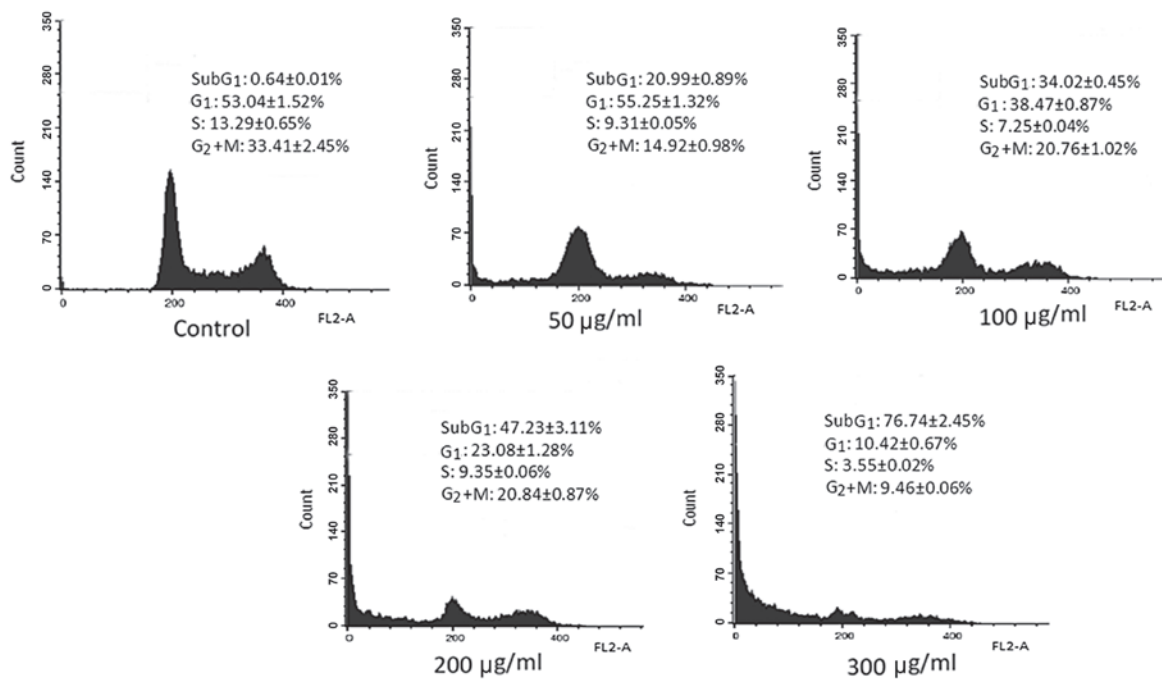 350
280
210
140
70
0
Count
SubG1: 0.64±0.01%
G1: 53.04±1.52%
S: 13.29±0.65%
G2+M: 33.41±2.45%
0 200 400
FL2-A
Control
350
280
210
140
70
0
Count
SubG1: 20.99±0.89%
G1: 55.25±1.32%
S: 9.31±0.05%
G2+M: 14.92±0.98%
0 200 400
FL2-A
50 µg/ml
350
280
210
140
70
0
Count
SubG1: 34.02±0.45%
G1: 38.47±0.87%
S: 7.25±0.04%
G2+M: 20.76±1.02%
0 200 400
FL2-A
100 µg/ml
350
280
210
140
70
0
Count
SubG1: 47.23±3.11%
G1: 23.08±1.28%
S: 9.35±0.06%
G2+M: 20.84±0.87%
0 200 400
FL2-A
200 µg/ml
350
280
210
140
70
0
Count
SubG1: 76.74±2.45%
G1: 10.42±0.67%
S: 3.55±0.02%
G2+M: 9.46±0.06%
0 200 400
FL2-A
300 µg/ml